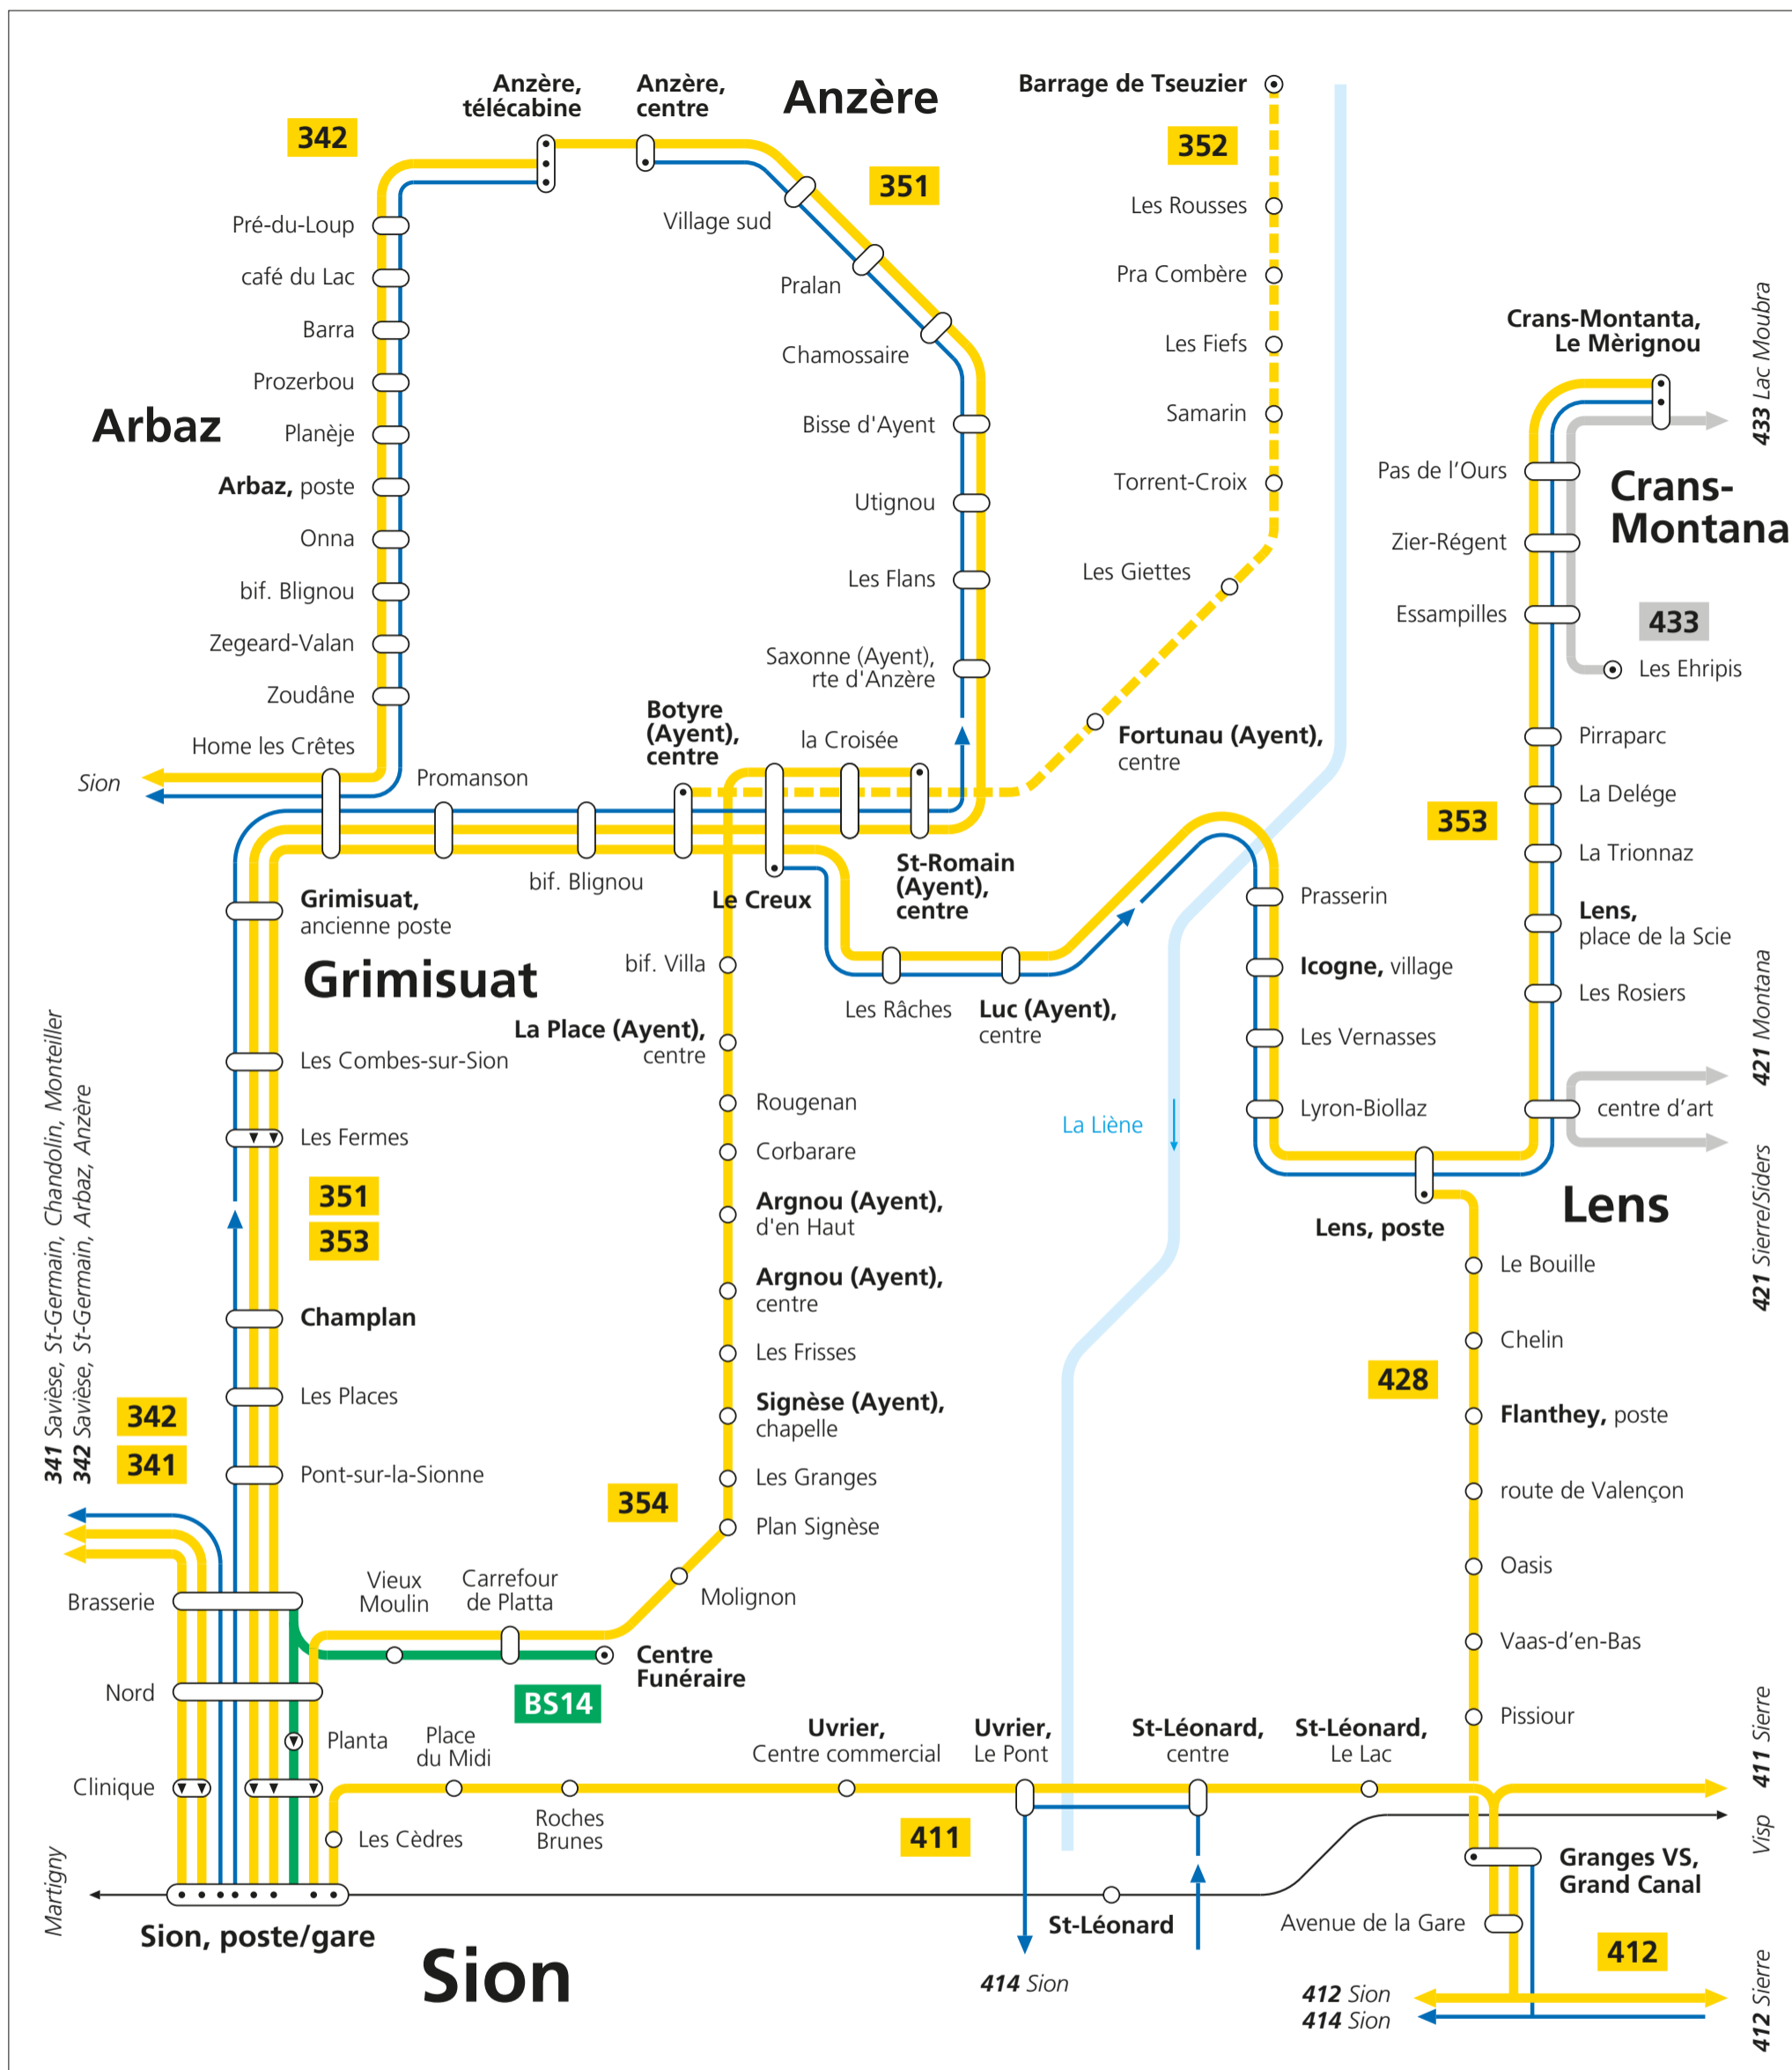 Anzère,
télécabine
Anzère,
centre
Anzère
Barrage de Tseuzier
342
352
351
Les Rousses
Pré-du-Loup
Village sud
café du Lac
Pra Combère
Pralan
Barra
Les Fiefs
Crans-Montanta,
Le Mèrignou
433 Lac Moubra
Chamossaire
Prozerbou
Arbaz
Planèje
Bisse d'Ayent
Samarin
Pas de l’Ours
Crans-
Montana
Arbaz, poste
Utignou
Torrent-Croix
Onna
Zier-Régent
bif. Blignou
Les Flans
Les Giettes
Essampilles
433
Zegeard-Valan
Saxonne (Ayent),
rte d'Anzère
Les Ehripis
Zoudâne
Botyre
(Ayent),
centre
Home les Crêtes
la Croisée
Fortunau (Ayent),
centre
Pirraparc
Sion
Promanson
La Delége
353
La Trionnaz
bif. Blignou
Le Creux
St-Romain
(Ayent),
centre
Grimisuat,
ancienne poste
Prasserin
Lens,
place de la Scie
Grimisuat
bif. Villa
Icogne, village
Les Râches
Luc (Ayent),
centre
Les Rosiers
La Place (Ayent),
centre
Les Vernasses
421 Montana
Les Combes-sur-Sion
Rougenan
Lyron-Biollaz
centre d’art
La Liène
Les Fermes
Corbarare
341 Savièse, St-Germain, Chandolin, Monteiller
342 Savièse, St-Germain, Arbaz, Anzère
351
353
Argnou (Ayent),
d'en Haut
Lens, poste
Lens
421 Sierre/Siders
Le Bouille
Argnou (Ayent),
centre
Champlan
Chelin
Les Frisses
428
Les Places
Signèse (Ayent),
chapelle
Flanthey, poste
342
341
Pont-sur-la-Sionne
Les Granges
route de Valençon
354
Plan Signèse
Oasis
Brasserie
Vieux
Moulin
Carrefour
de Platta
Molignon
Centre
Funéraire
Vaas-d’en-Bas
Nord
BS14
Pissiour
Planta
Place
du Midi
Uvrier,
Centre commercial
Uvrier,
Le Pont
St-Léonard,
centre
St-Léonard,
Le Lac
411 Sierre
Clinique
Roches
Brunes
Les Cèdres
411
Visp
Martigny
Granges VS,
Grand Canal
St-Léonard
Avenue de la Gare
Sion, poste/gare
Sion
412
414 Sion
412 Sion
414 Sion
412 Sierre